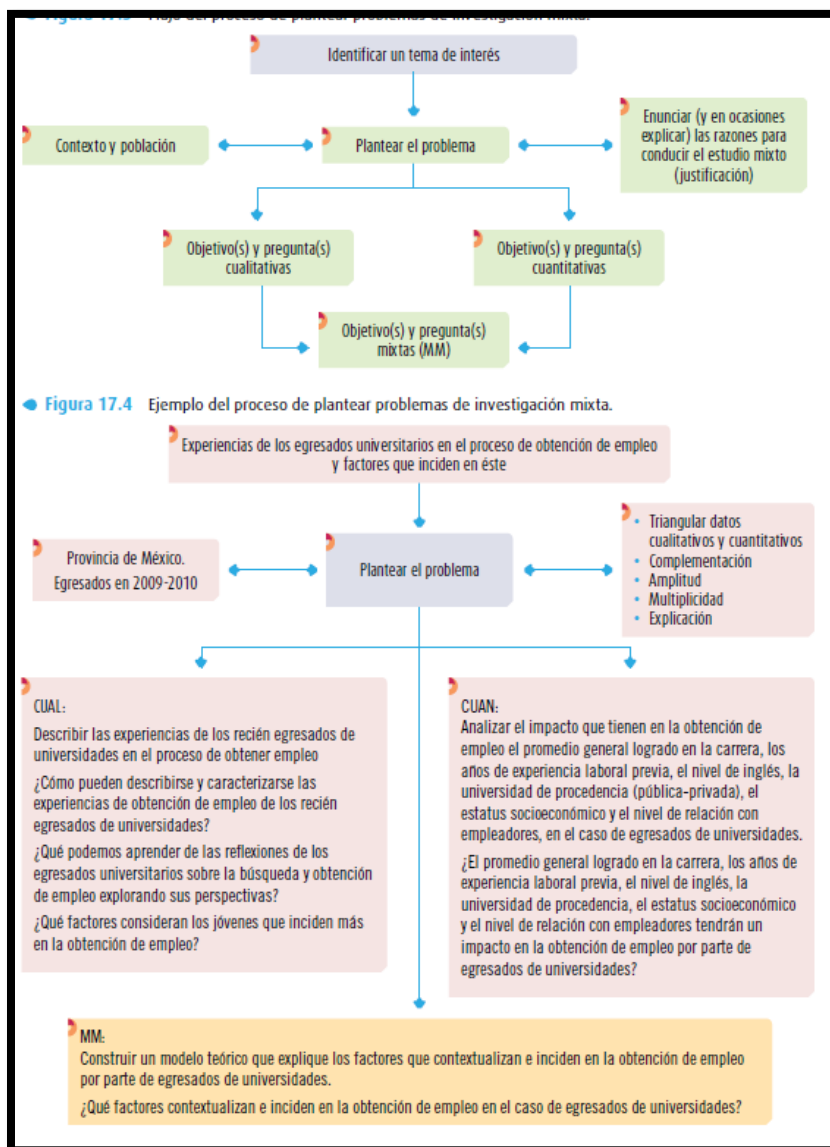 Identificar un tema de interés
Contexto y población
Plantear el problema
Enunciar (y en ocasiones
explicar) las razones para
conducir el estudio mixto
(justificación)
Objetivo(s) y pregunta(s)
cualitativas
Objetivo(s) y pregunta(s)
cuantitativas
Objetivo(s) y pregunta(s)
mixtas (MM)
Figura 17.4 Ejemplo del proceso de plantear problemas de investigación mixta.
Experiencias de los egresados universitarios en el proceso de obtención de empleo
y factores que inciden en éste
Provincia de México.
Egresados en 2009-2010
Plantear el problema
• Triangular datos
cualitativos y cuantitativos
• Complementación
• Amplitud
• Multiplicidad
• Explicación
CUAL:
Describir las experiencias de los recién egresados de
universidades en el proceso de obtener empleo
¿Cómo pueden describirse y caracterizarse las
experiencias de obtención de empleo de los recién
egresados de universidades?
¿Qué podemos aprender de las reflexiones de los
egresados universitarios sobre la búsqueda y obtención
de empleo explorando sus perspectivas?
¿Qué factores consideran los jóvenes que inciden más
en la obtención de empleo?
CUAN:
Analizar el impacto que tienen en la obtención de
empleo el promedio general logrado en la carrera, los
años de experiencia laboral previa, el nivel de inglés, la
universidad de procedencia (pública-privada), el
estatus socioeconómico y el nivel de relación con
empleadores, en el caso de egresados de universidades.
¿El promedio general logrado en la carrera, los años de
experiencia laboral previa, el nivel de inglés, la
universidad de procedencia, el estatus socioeconómico
y el nivel de relación con empleadores tendrán un
impacto en la obtención de empleo por parte de
egresados de universidades?
MM:
Construir un modelo teórico que explique los factores que contextualizan e inciden en la obtención de empleo
por parte de egresados de universidades.
¿Qué factores contextualizan e inciden en la obtención de empleo en el caso de egresados de universidades?